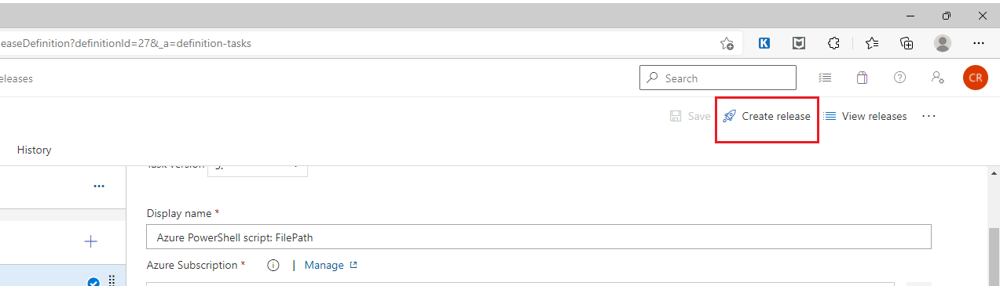 easeDefinition?definitionId=27&_a=definition-tasks
K
eleases
Search
CR
Save
Create release
View releases
History
Task version
Display name *
Azure PowerShell script: FilePath
Azure Subscription *
| Manage